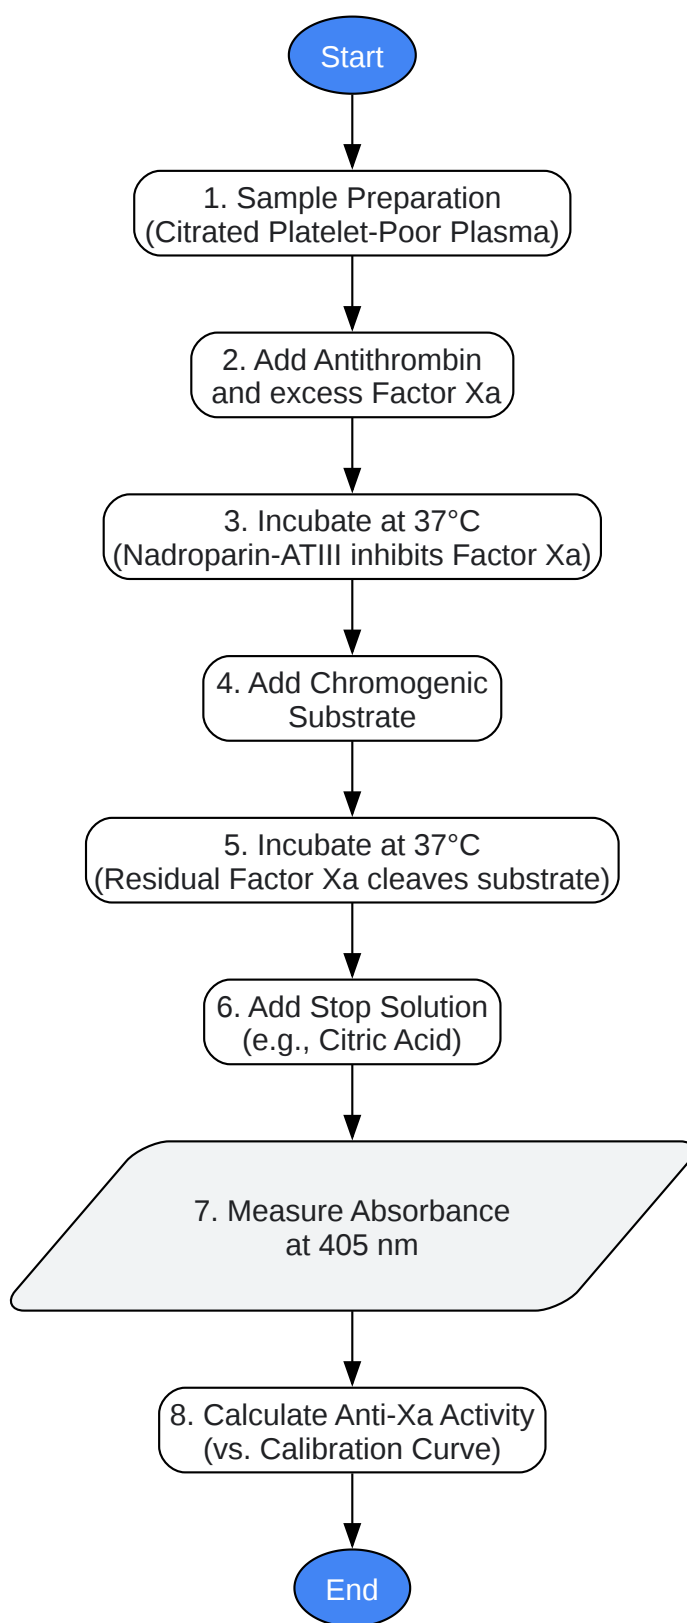 Start
1. Sample Preparation
(Citrated Platelet-Poor Plasma)
2. Add Antithrombin
and excess Factor Xa
3. Incubate at 37°C
(Nadroparin-ATIII inhibits Factor Xa)
4. Add Chromogenic
Substrate
5. Incubate at 37°C
(Residual Factor Xa cleaves substrate)
6. Add Stop Solution
(e.g., Citric Acid)
7. Measure Absorbance
at 405 nm
8. Calculate Anti-Xa Activity
(vs. Calibration Curve)
End